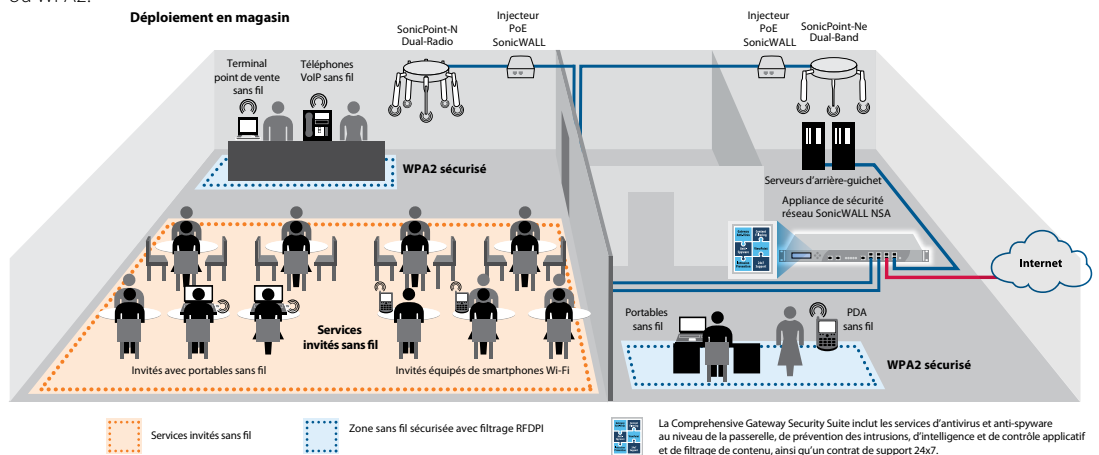 ou WPA2.
Déploiement en magasin
SonicPoint-N
Dual-Radio
Injecteur
PoE
SonicWALL
Injecteur
PoE
SonicWALL
SonicPoint-Ne
Dual-Band
Terminal
point de vente
sans fil
Téléphones
VoIP sans fil
WPA2 sécurisé
Serveurs d'arrière-guichet
Appliance de sécurité
réseau SonicWALL NSA
Internet
Services
invités sans fil
Invités avec portables sans fil
Invités équipés de smartphones Wi-Fi
Portables
sans fil
PDA
sans fil
WPA2 sécurisé
Services invités sans fil
Zone sans fil sécurisée avec filtrage RFDPI
La Comprehensive Gateway Security Suite inclut les services d'antivirus et anti-spyware
au niveau de la passerelle, de prévention des intrusions, d'intelligence et de contrôle applicatif
et de filtrage de contenu, ainsi qu'un contrat de support 24x7.